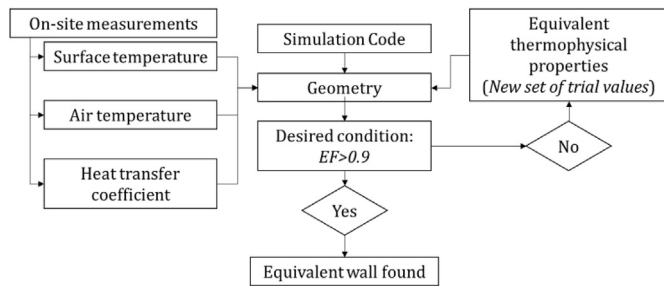 On-site measurements
Surface temperature
Air temperature
Heat transfer
coefficient
Simulation Code
Geometry
Desired condition:
EF>0.9
Yes
Equivalent wall found
Equivalent
thermophysical
properties
(New set of trial values)
No